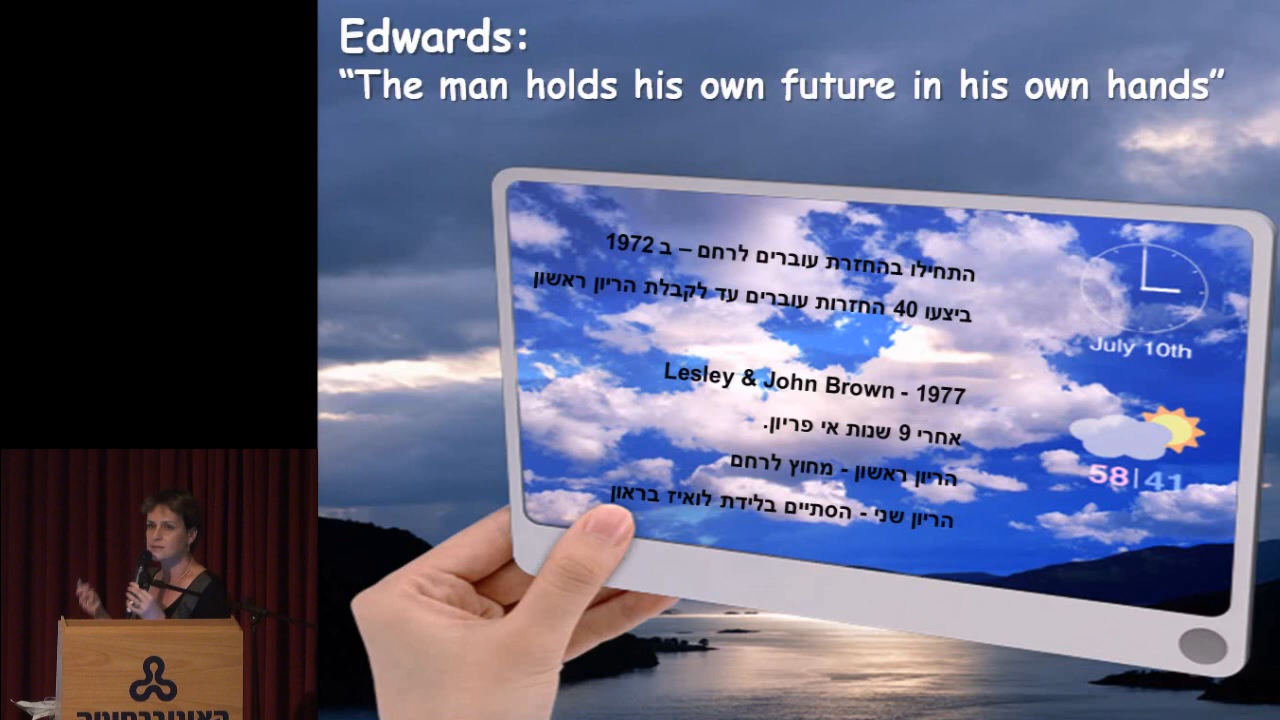 Edwards:
“The man holds his own future in his own hands”
התחילו בהחזרת עוברים לרחם – ב 1972
ביצעו 40 החזרות עוברים עד לקבלת הריון ראשון
Lesley & John Brown - 1977
אחרי 9 שנות אי פריון.
הריון ראשון - מחוץ לרחם
הריון שני - הסתיים בלידת לואיז בראון
July 10th
58|41
האוניברסיטה